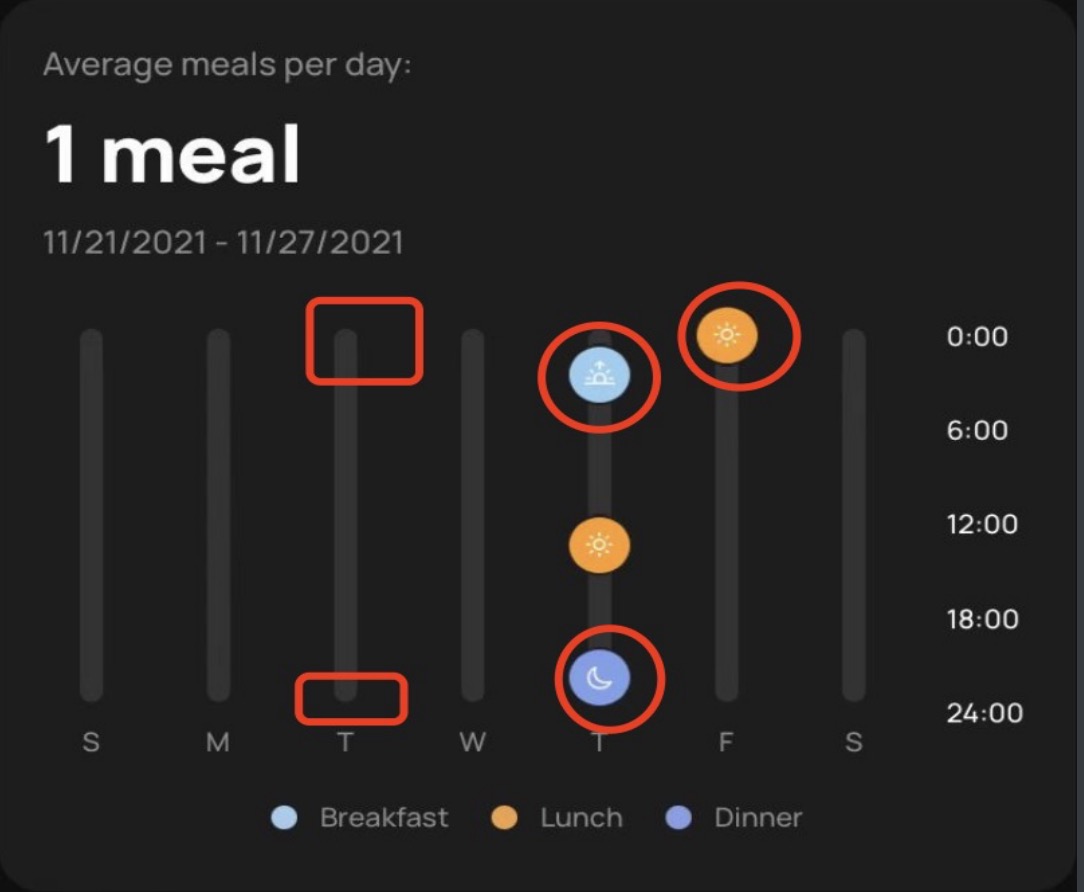 Average meals per day:
1 meal
11/21/2021 - 11/27/2021
0:00
6:00
12:00
18:00
24:00
S M T W T F S
Breakfast Lunch Dinner